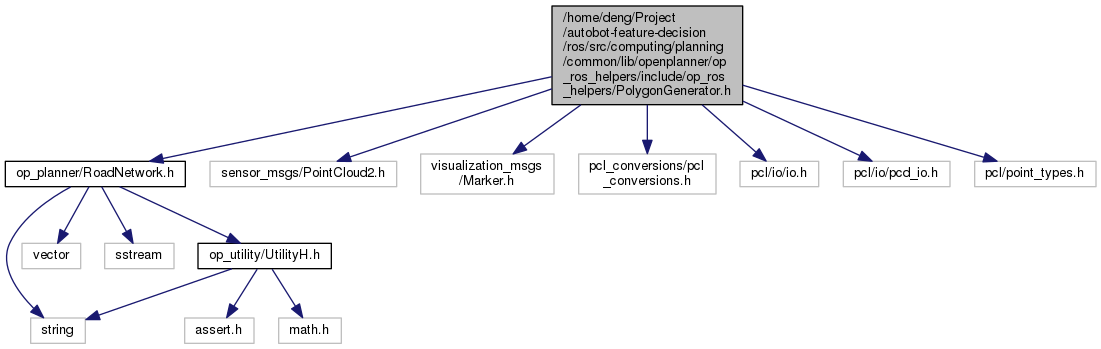 /home/deng/Project
/autobot-feature-decision
/ros/src/computing/planning
/common/lib/openplanner/op
_ros_helpers/include/op_ros
_helpers/PolygonGenerator.h
op_planner/RoadNetwork.h
sensor_msgs/PointCloud2.h
visualization_msgs
/Marker.h
pcl_conversions/pcl
_conversions.h
pcl/io/io.h
pcl/io/pcd_io.h
pcl/point_types.h
vector
sstream
op_utility/UtilityH.h
string
assert.h
math.h